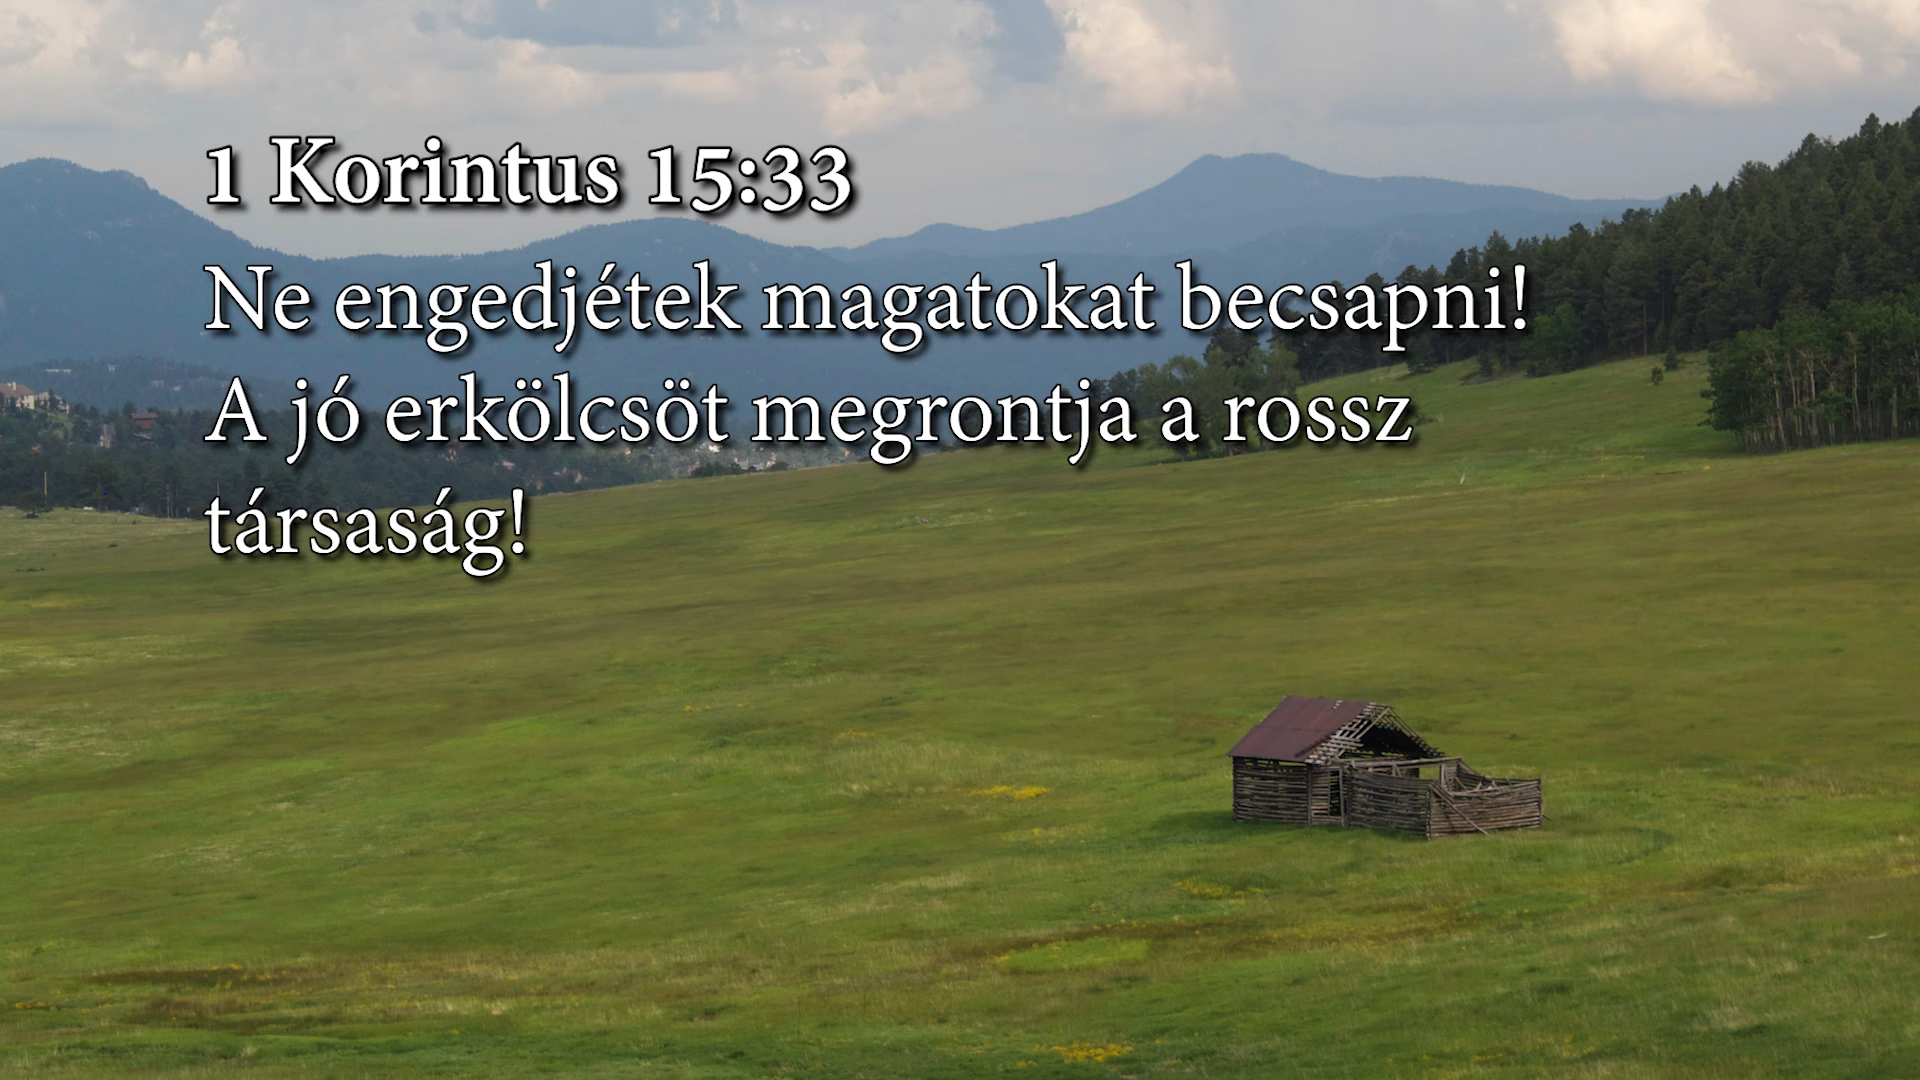 1 Korintus 15:33
Ne engedjétek magatokat becsapni!
A jó erkölcsöt megrontja a rossz
társaság!